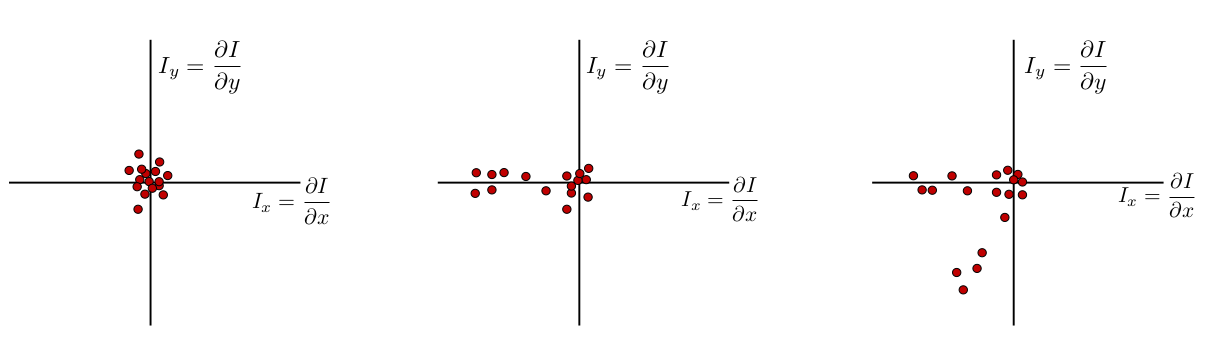 I_y = ∂I/∂y
I_x = ∂I/∂x
I_y = ∂I/∂y
I_x = ∂I/∂x
I_y = ∂I/∂y
I_x = ∂I/∂x